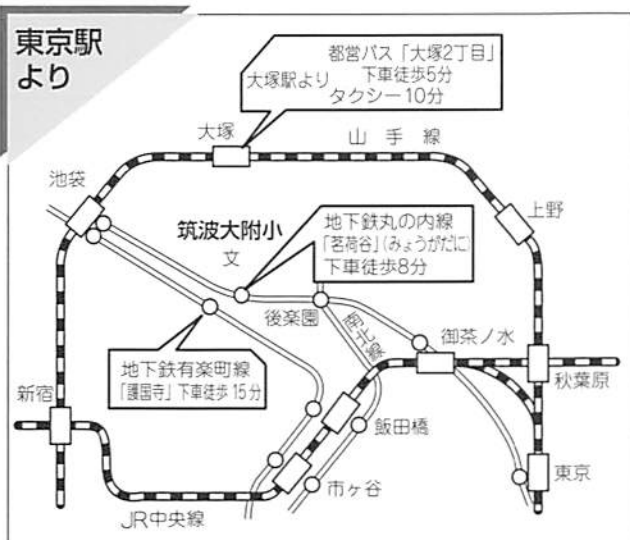 東京駅
より
都営バス「大塚2丁目」
下車徒歩5分
大塚駅より
タクシー10分
大塚
山手線
池袋
上野
筑波大附小
文
地下鉄丸の内線
「茗荷谷」(みょうがだに)
下車徒歩8分
後楽園
南北線
御茶ノ水
地下鉄有楽町線
「護国寺」下車徒歩15分
新宿
秋葉原
飯田橋
市ヶ谷
東京
JR中央線